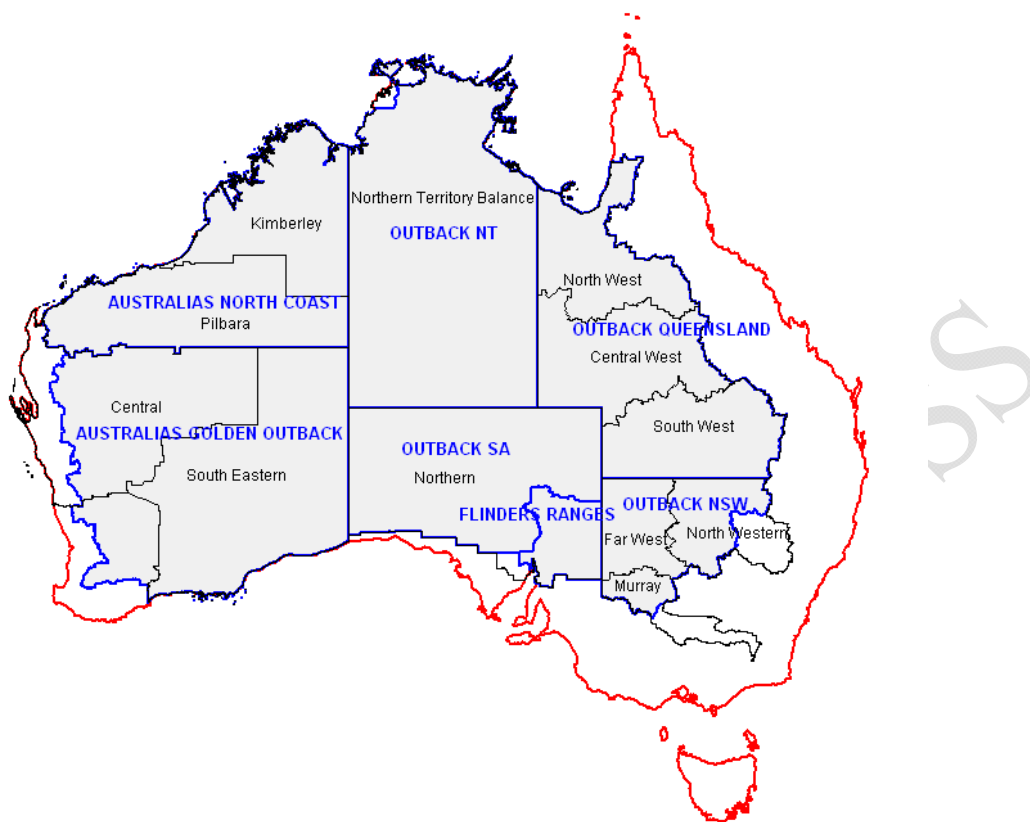 Northern Territory Balance
Kimberley
OUTBACK NT
North West
AUSTRALIAS NORTH COAST
Pilbara
OUTBACK QUEENSLAND
Central West
Central
AUSTRALIAS GOLDEN OUTBACK
South West
OUTBACK SA
South Eastern
Northern
FLINDERS RANGES
OUTBACK NSW
Far West
North Western
Murray